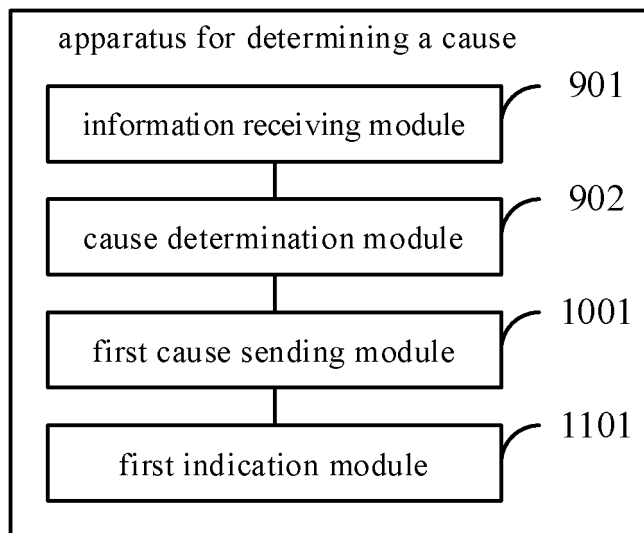 apparatus for determining a cause
901
information receiving module
902
cause determination module
1001
first cause sending module
1101
first indication module